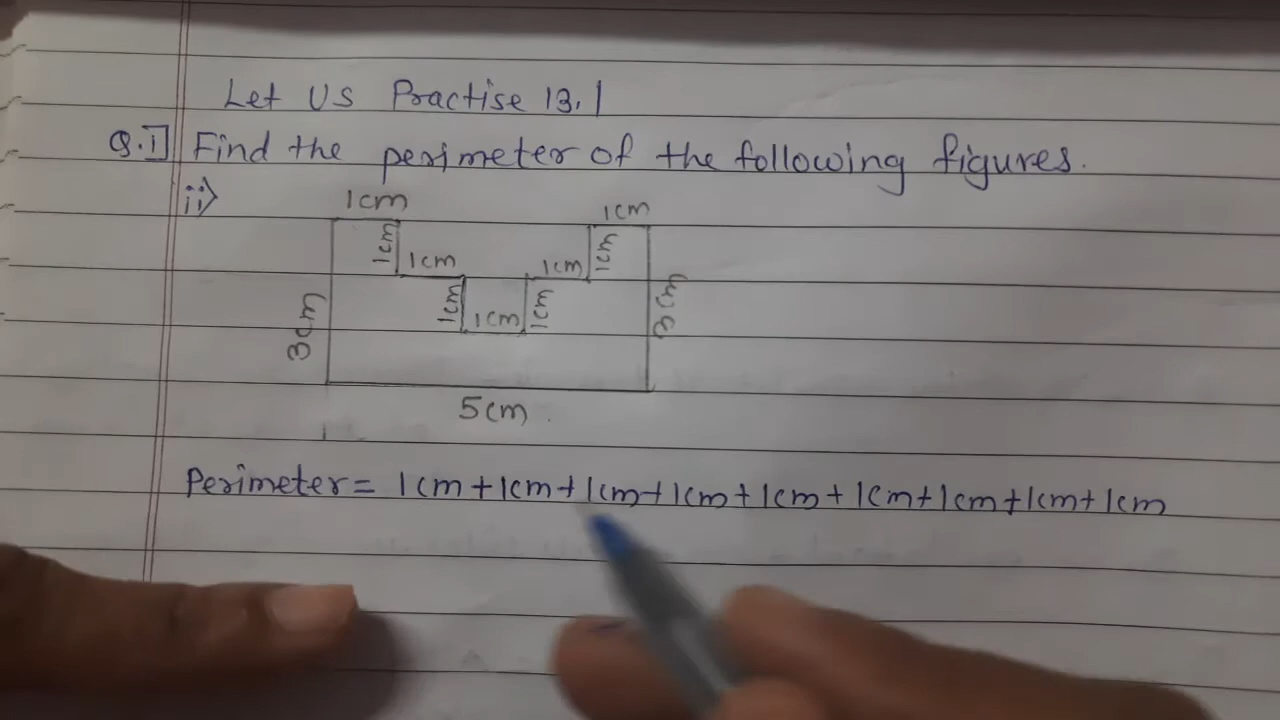 Let Us Practise 13.1
Q.1] Find the perimeter of the following figures.
ii>
1cm 1cm
1cm 1cm 1cm 1cm
3cm 1cm 1cm 1cm 3cm
5cm
Perimeter = 1cm + 1cm + 1cm + 1cm + 1cm + 1cm + 1cm + 1cm + 1cm